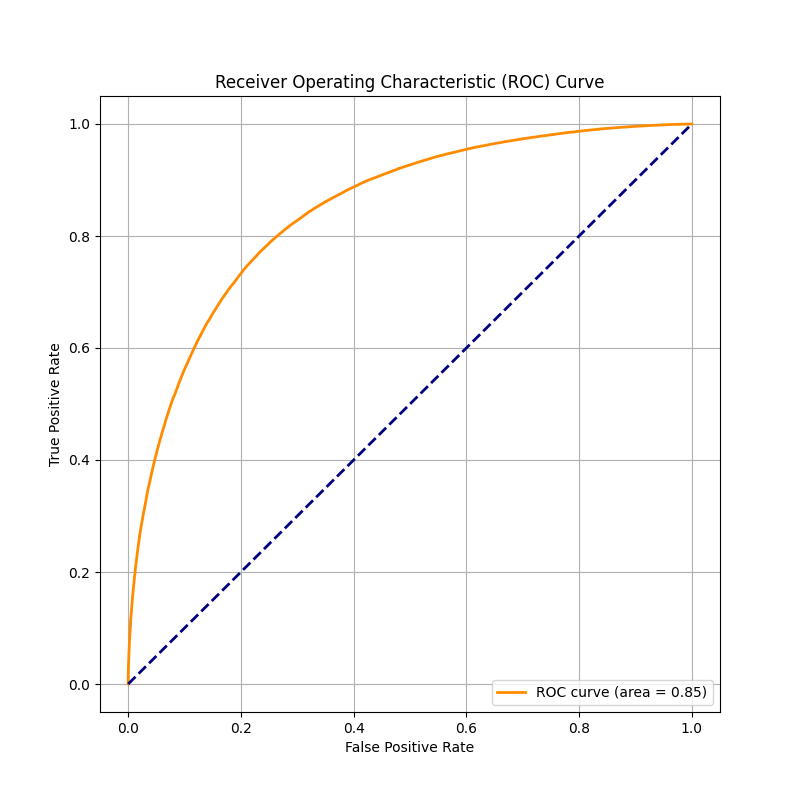 Receiver Operating Characteristic (ROC) Curve
1.0
0.8
0.6
0.4
0.2
0.0
True Positive Rate
ROC curve (area = 0.85)
0.0 0.2 0.4 0.6 0.8 1.0
False Positive Rate